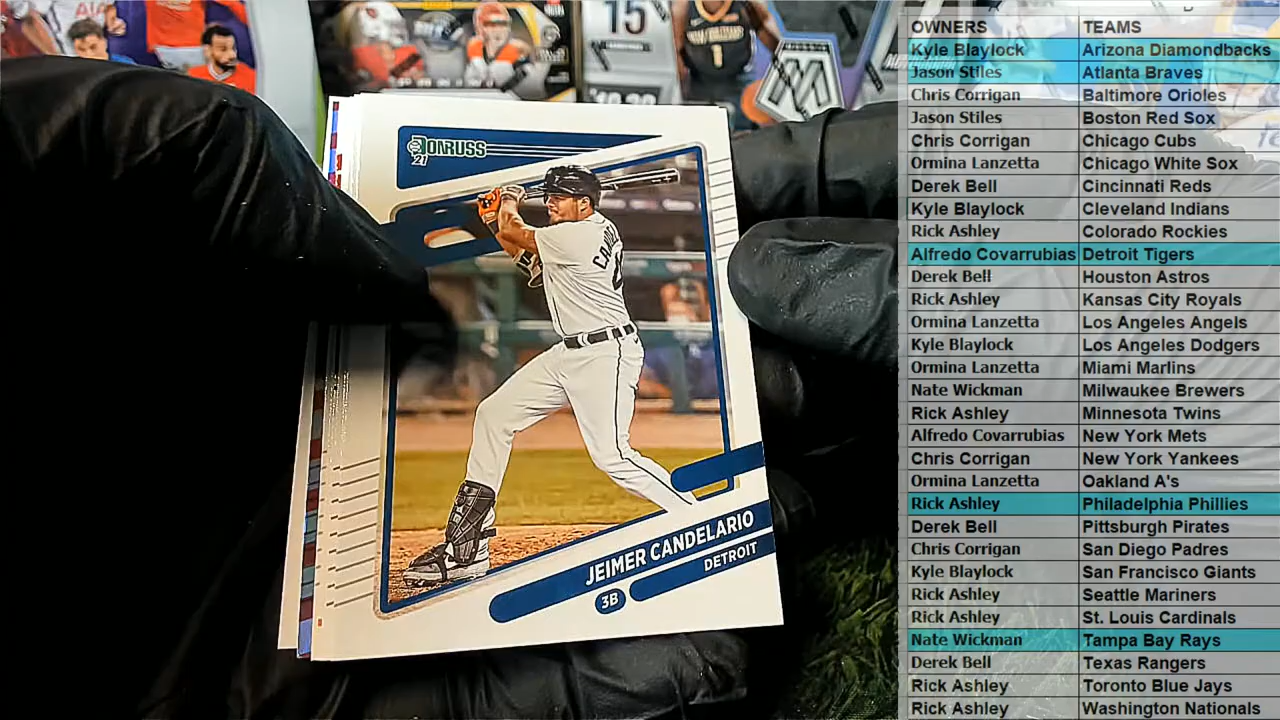 DONRUSS
21
CANDEL
JEIMER CANDELARIO
DETROIT
3B
15
1
OWNERS TEAMS
Kyle Blaylock Arizona Diamondbacks
Jason Stiles Atlanta Braves
Chris Corrigan Baltimore Orioles
Jason Stiles Boston Red Sox
Chris Corrigan Chicago Cubs
Ormina Lanzetta Chicago White Sox
Derek Bell Cincinnati Reds
Kyle Blaylock Cleveland Indians
Rick Ashley Colorado Rockies
Alfredo Covarrubias Detroit Tigers
Derek Bell Houston Astros
Rick Ashley Kansas City Royals
Ormina Lanzetta Los Angeles Angels
Kyle Blaylock Los Angeles Dodgers
Ormina Lanzetta Miami Marlins
Nate Wickman Milwaukee Brewers
Rick Ashley Minnesota Twins
Alfredo Covarrubias New York Mets
Chris Corrigan New York Yankees
Ormina Lanzetta Oakland A's
Rick Ashley Philadelphia Phillies
Derek Bell Pittsburgh Pirates
Chris Corrigan San Diego Padres
Kyle Blaylock San Francisco Giants
Rick Ashley Seattle Mariners
Rick Ashley St. Louis Cardinals
Nate Wickman Tampa Bay Rays
Derek Bell Texas Rangers
Rick Ashley Toronto Blue Jays
Rick Ashley Washington Nationals